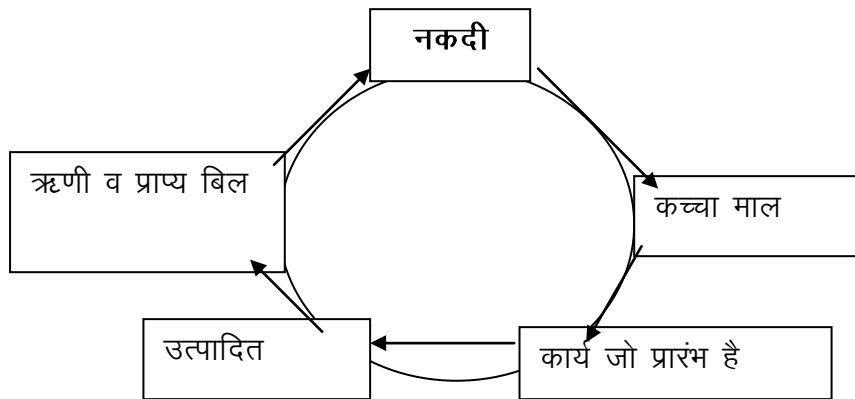 नकदी
कच्चा माल
कार्य जो प्रारंभ है
उत्पादित
ऋणी व प्राप्य बिल